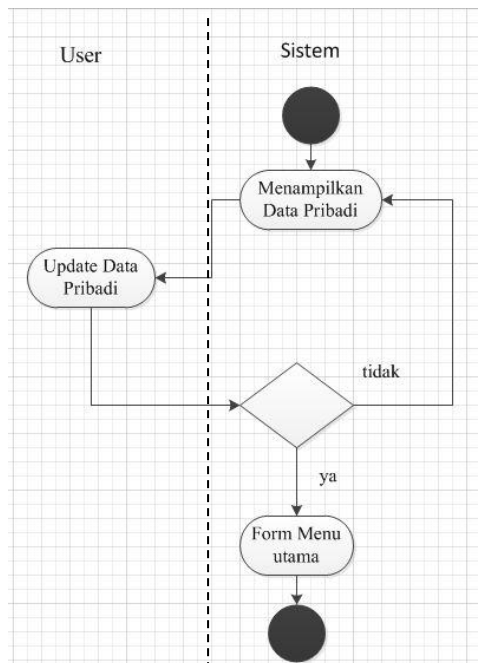 User
Sistem
Menampilkan
Data Pribadi
Update Data
Pribadi
tidak
ya
Form Menu
utama